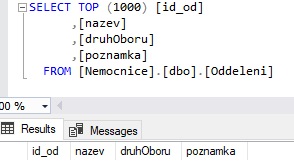 SELECT TOP (1000) [id_od]
,[nazev]
,[druhOboru]
,[poznamka]
FROM [Nemocnice].[dbo].[Oddeleni]
00 %
Results Messages
id_od nazev druhOboru poznamka